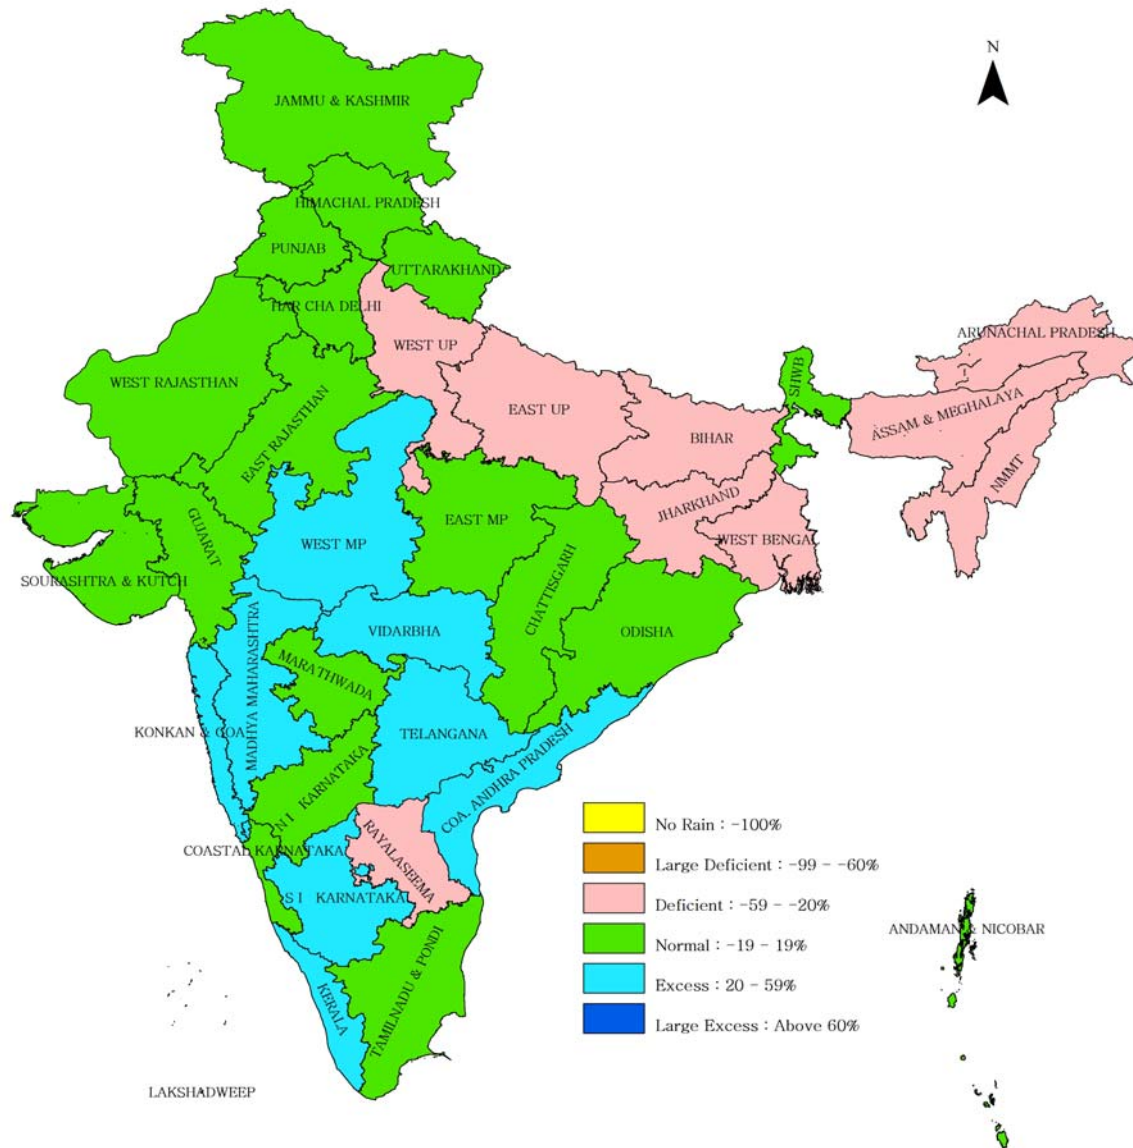 N
JAMMU & KASHMIR
HIMACHAL PRADESH
PUNJAB
UTTARAKHAND
HAR CHA DELHI
ARUNACHAL PRADESH
WEST UP
WEST RAJASTHAN
SHWB
EAST RAJASTHAN
EAST UP
ASSAM & MEGHALAYA
BIHAR
NMMT
JHARKHAND
GUJARAT
EAST MP
WEST MP
WEST BENGAL
SOURASHTRA & KUTCH
CHATTISGARH
VIDARBHA
ODISHA
MADHYA MAHARASHTRA
MARATHWADA
KONKAN & GOA
TELANGANA
COA. ANDHRA PRADESH
N I KARNATAKA
RAYALASEEMA
COASTAL KARNATAKA
S I KARNATAKA
KERALA
TAMILNADU & PONDI
ANDAMAN & NICOBAR
LAKSHADWEEP
No Rain : -100%
Large Deficient : -99 - -60%
Deficient : -59 - -20%
Normal : -19 - 19%
Excess : 20 - 59%
Large Excess : Above 60%